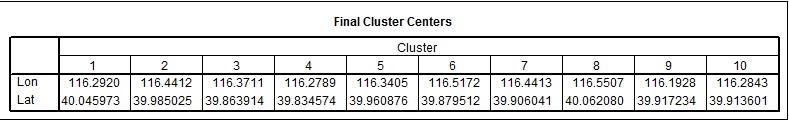 Final Cluster Centers
Cluster
1 2 3 4 5 6 7 8 9 10
Lon 116.2920 116.4412 116.3711 116.2789 116.3405 116.5172 116.4413 116.5507 116.1928 116.2843
Lat 40.045973 39.985025 39.863914 39.834574 39.960876 39.879512 39.906041 40.062080 39.917234 39.913601